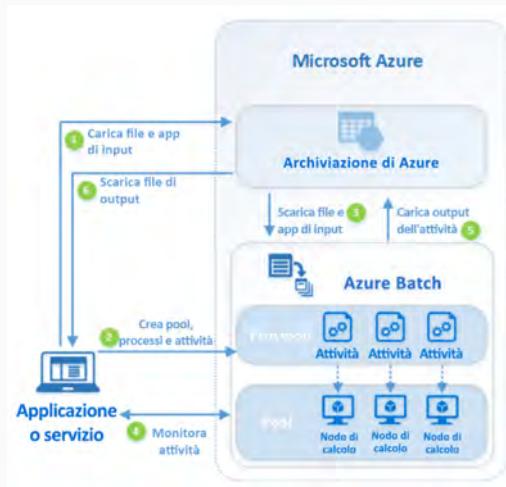 Microsoft Azure
1 Carica file e app
di input
Archiviazione di Azure
6 Scarica file di
output
Scarica file e 3
app di input
Carica output
dell'attività 5
Azure Batch
2 Crea pool,
processi e attività
Attività
Attività
Attività
Applicazione
o servizio
4 Monitora
attività
Pool
Nodo di
calcolo
Nodo di
calcolo
Nodo di
calcolo